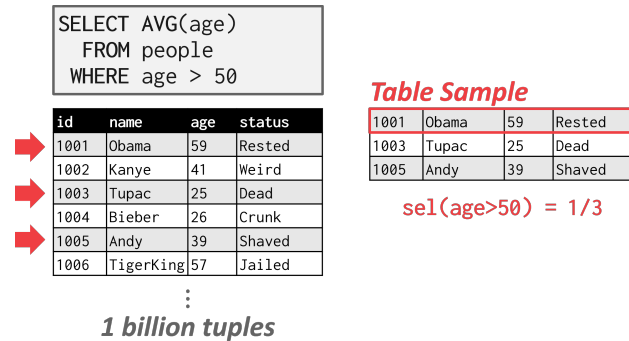 SELECT AVG(age)
FROM people
WHERE age > 50
id name age status
1001 Obama 59 Rested
1002 Kanye 41 Weird
1003 Tupac 25 Dead
1004 Bieber 26 Crunk
1005 Andy 39 Shaved
1006 TigerKing 57 Jailed
⋮
1 billion tuples
Table Sample
1001 Obama 59 Rested
1003 Tupac 25 Dead
1005 Andy 39 Shaved
sel(age>50) = 1/3